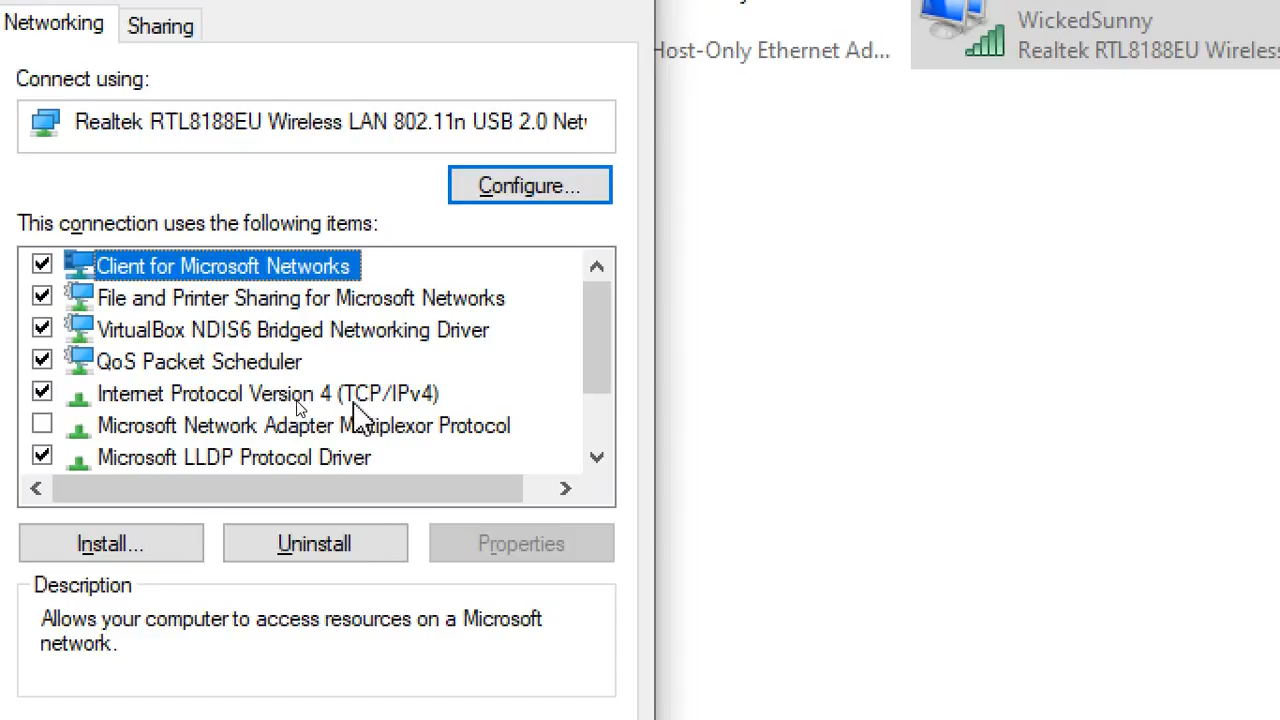 Networking
Sharing
Connect using:
Realtek RTL8188EU Wireless LAN 802.11n USB 2.0
Configure...
This connection uses the following items:
Client for Microsoft Networks
File and Printer Sharing for Microsoft Networks
VirtualBox NDIS6 Bridged Networking Driver
QoS Packet Scheduler
Internet Protocol Version 4 (TCP/IPv4)
Microsoft Network Adapter Multiplexor Protocol
Microsoft LLDP Protocol Driver
Install...
Uninstall
Properties
Description
Allows your computer to access resources on a Microsoft
network.
Host-Only Ethernet Ad...
WickedSunny
Realtek RTL8188EU Wireless